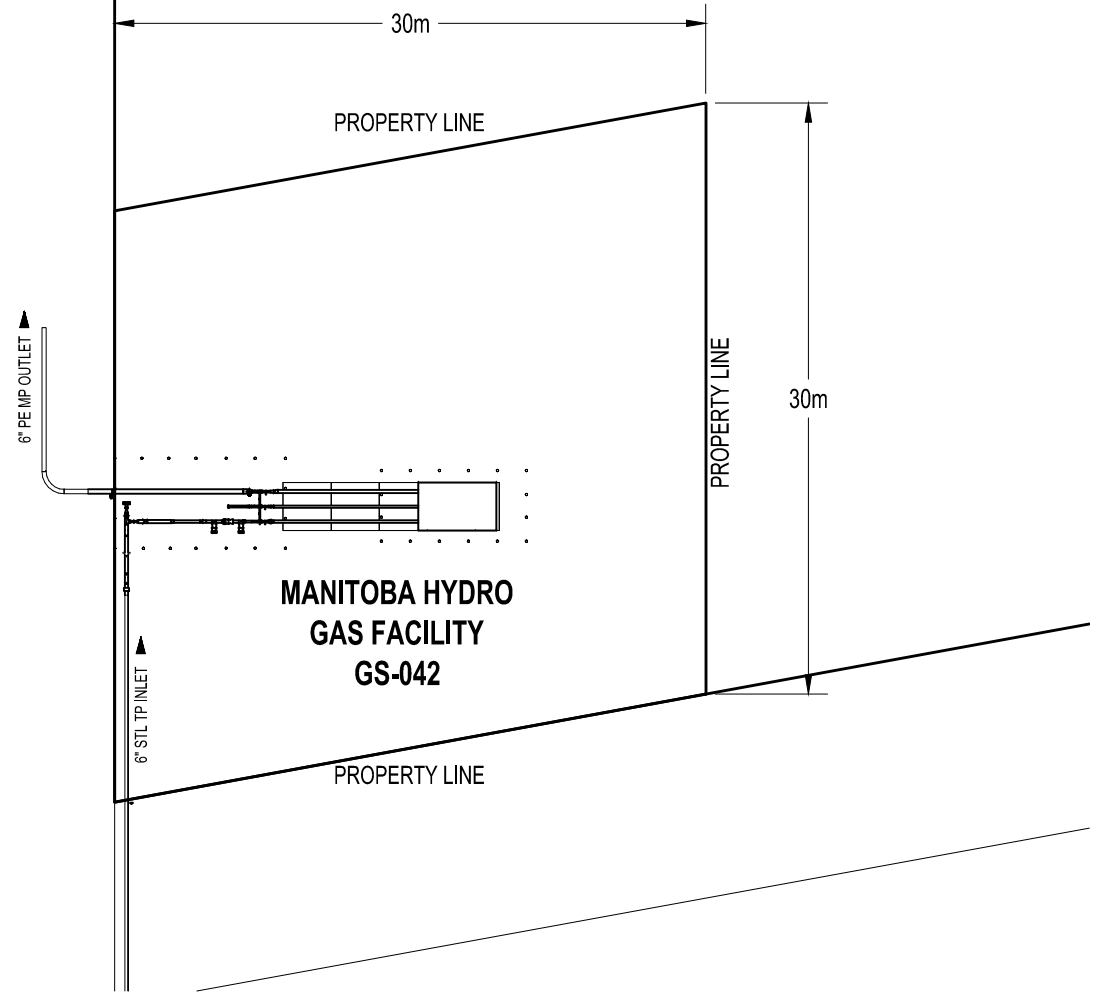 30m
PROPERTY LINE
6" PE MP OUTLET
PROPERTY LINE
30m
MANITOBA HYDRO
GAS FACILITY
GS-042
6" STL TP INLET
PROPERTY LINE